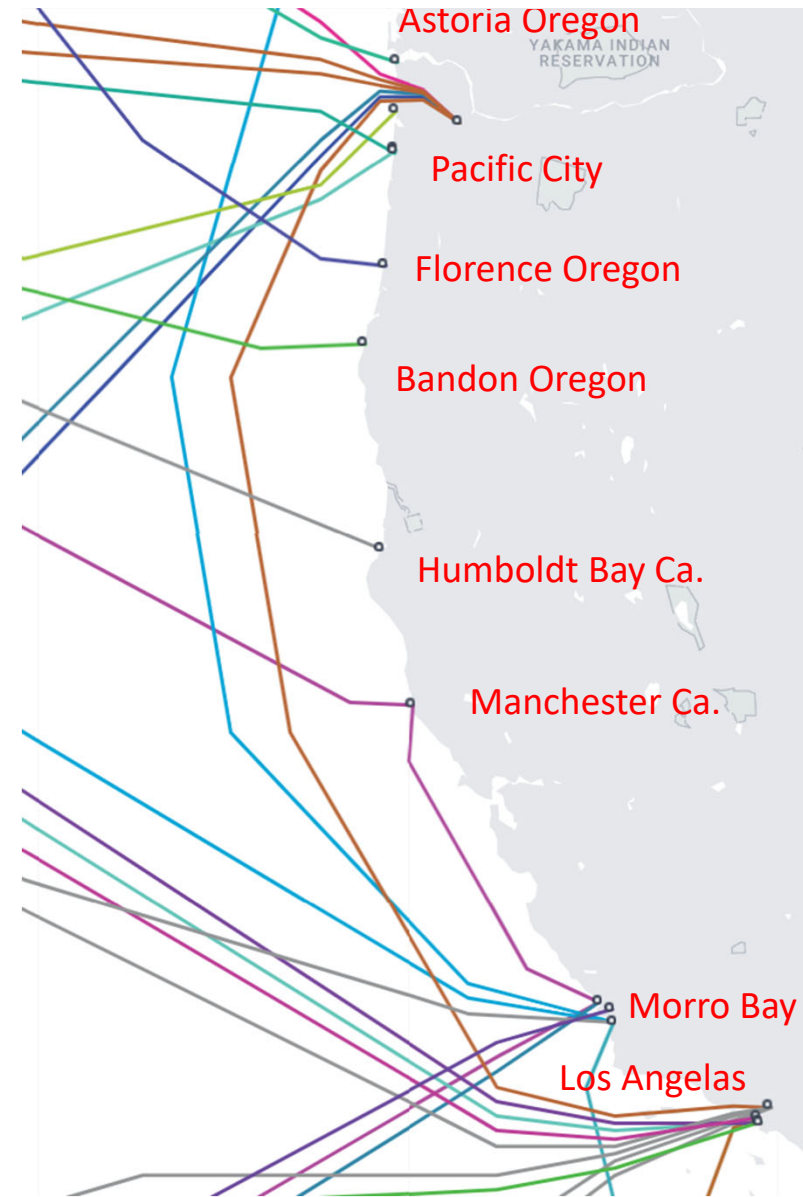 Astoria Oregon
YAKAMA INDIAN
RESERVATION
Pacific City
Florence Oregon
Bandon Oregon
Humboldt Bay Ca.
Manchester Ca.
Morro Bay
Los Angelas